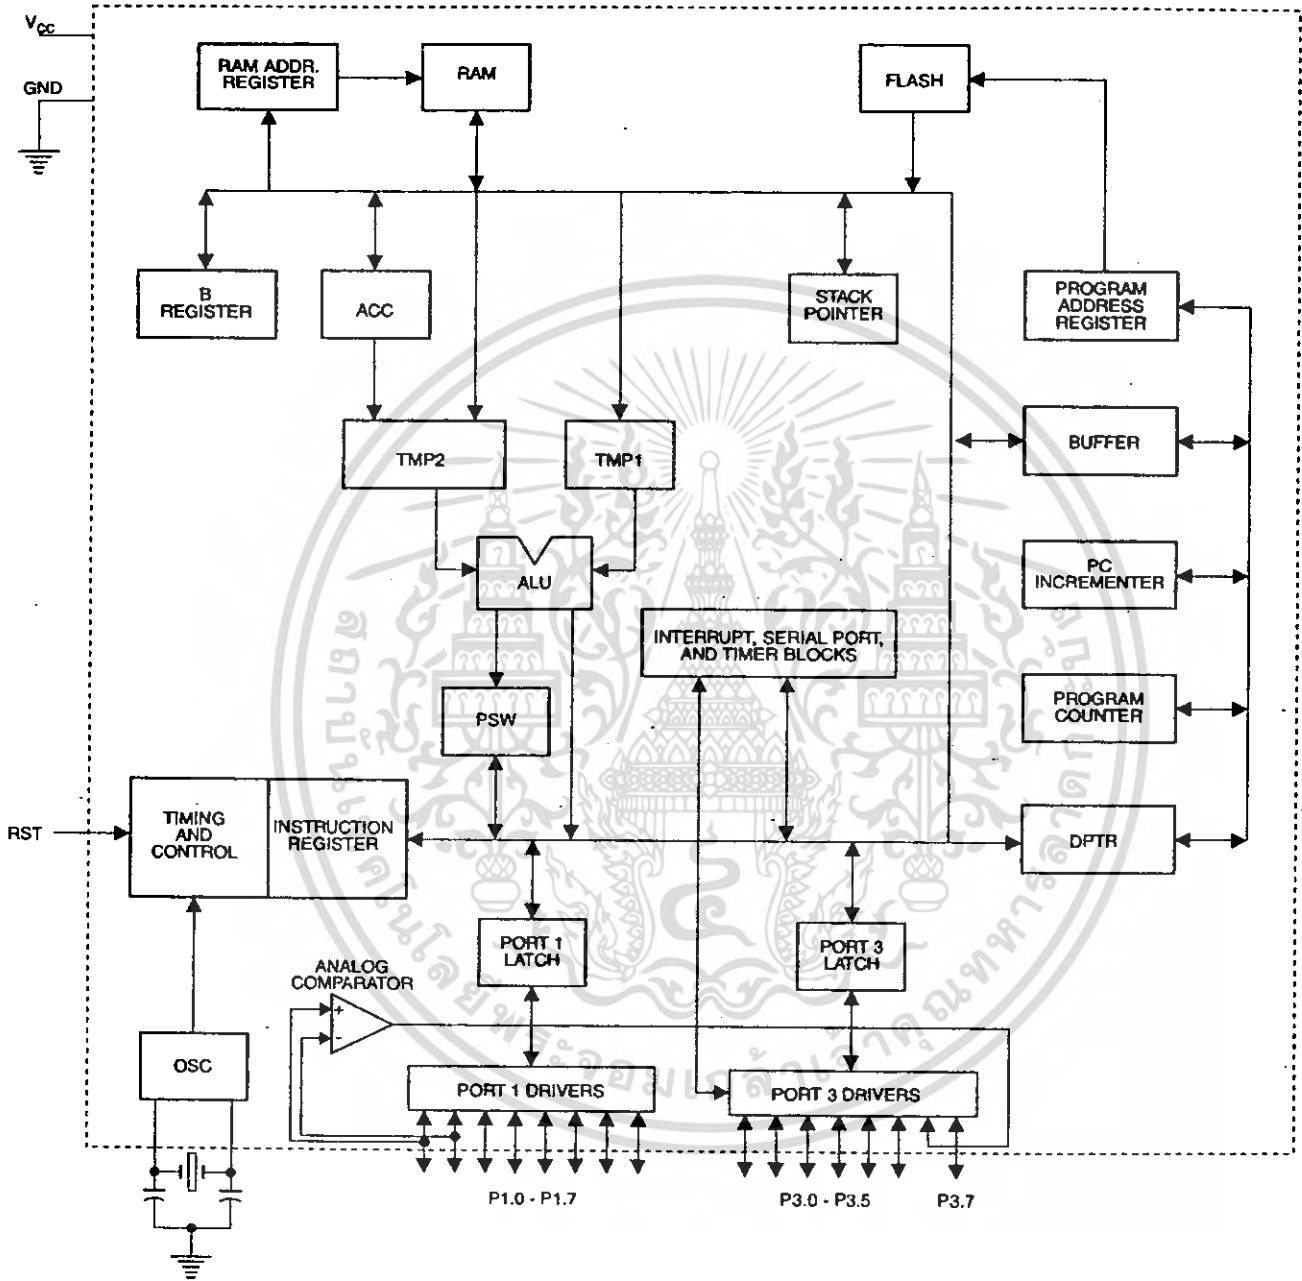 VCC
GND
RAM ADDR.
REGISTER
RAM
FLASH
B
REGISTER
ACC
STACK
POINTER
PROGRAM
ADDRESS
REGISTER
TMP2
TMP1
BUFFER
ALU
PC
INCREMENTER
INTERRUPT, SERIAL PORT,
AND TIMER BLOCKS
PSW
PROGRAM
COUNTER
RST
TIMING
AND
CONTROL
INSTRUCTION
REGISTER
DPTR
PORT 1
LATCH
PORT 3
LATCH
ANALOG
COMPARATOR
+
-
OSC
PORT 1 DRIVERS
PORT 3 DRIVERS
P1.0 - P1.7
P3.0 - P3.5
P3.7